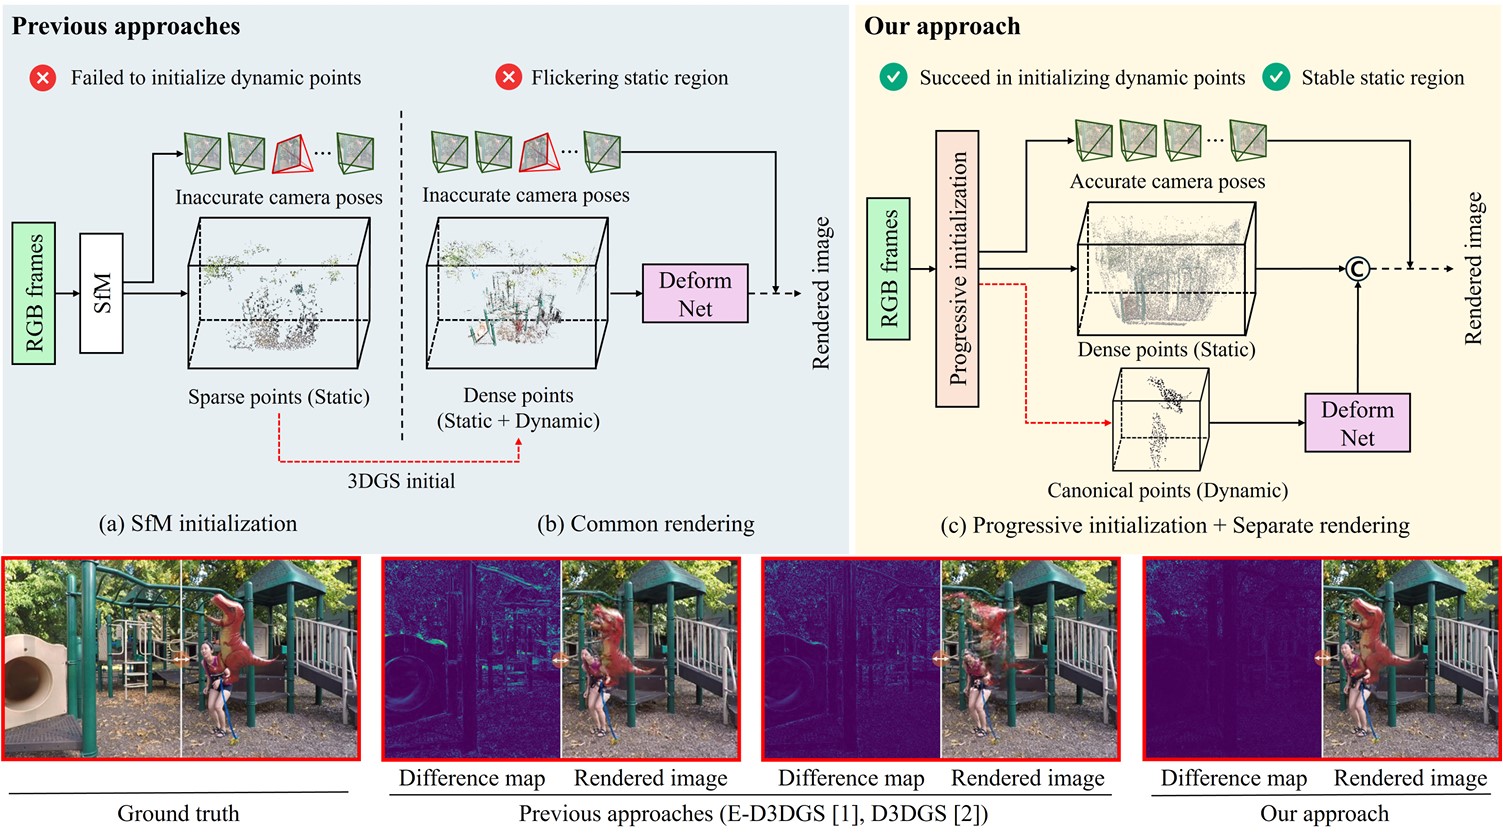 Previous approaches
Failed to initialize dynamic points
Flickering static region
RGB frames
SfM
...
Inaccurate camera poses
Sparse points (Static)
...
Inaccurate camera poses
Dense points
(Static + Dynamic)
Deform
Net
Rendered image
3DGS initial
(a) SfM initialization
(b) Common rendering
Our approach
Succeed in initializing dynamic points
Stable static region
RGB frames
Progressive initialization
...
Accurate camera poses
Dense points (Static)
C
Canonical points (Dynamic)
Deform
Net
Rendered image
(c) Progressive initialization + Separate rendering
Difference map
Rendered image
Difference map
Rendered image
Difference map
Rendered image
Ground truth
Previous approaches (E-D3DGS [1], D3DGS [2])
Our approach